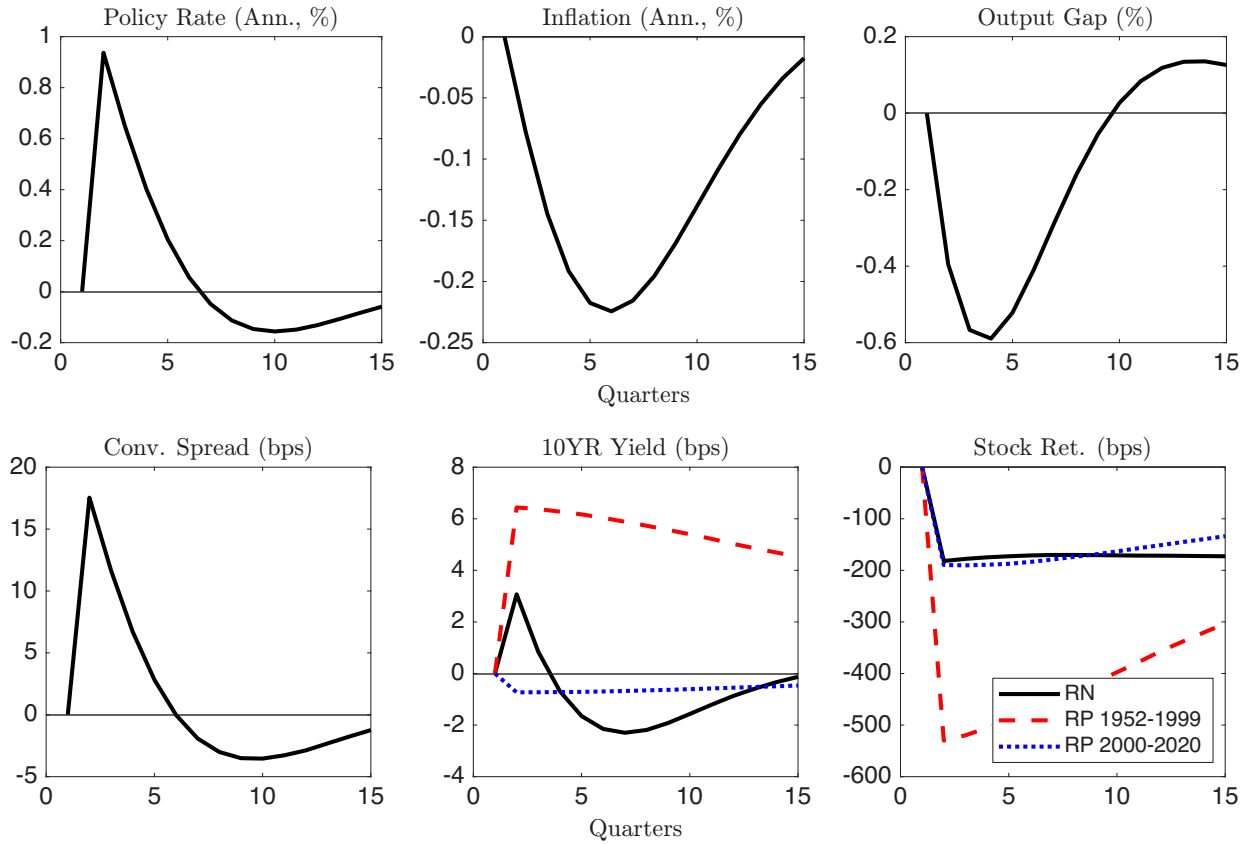 Policy Rate (Ann., %)
1
0.8
0.6
0.4
0.2
0
-0.2
0 5 10 15
Inflation (Ann., %)
0
-0.05
-0.1
-0.15
-0.2
-0.25
0 5 10 15
Quarters
Output Gap (%)
0.2
0
-0.2
-0.4
-0.6
0 5 10 15
Conv. Spread (bps)
20
15
10
5
0
-5
0 5 10 15
10YR Yield (bps)
8
6
4
2
0
-2
-4
0 5 10 15
Quarters
Stock Ret. (bps)
0
-100
-200
-300
-400
-500
-600
0 5 10 15
RN
RP 1952-1999
RP 2000-2020